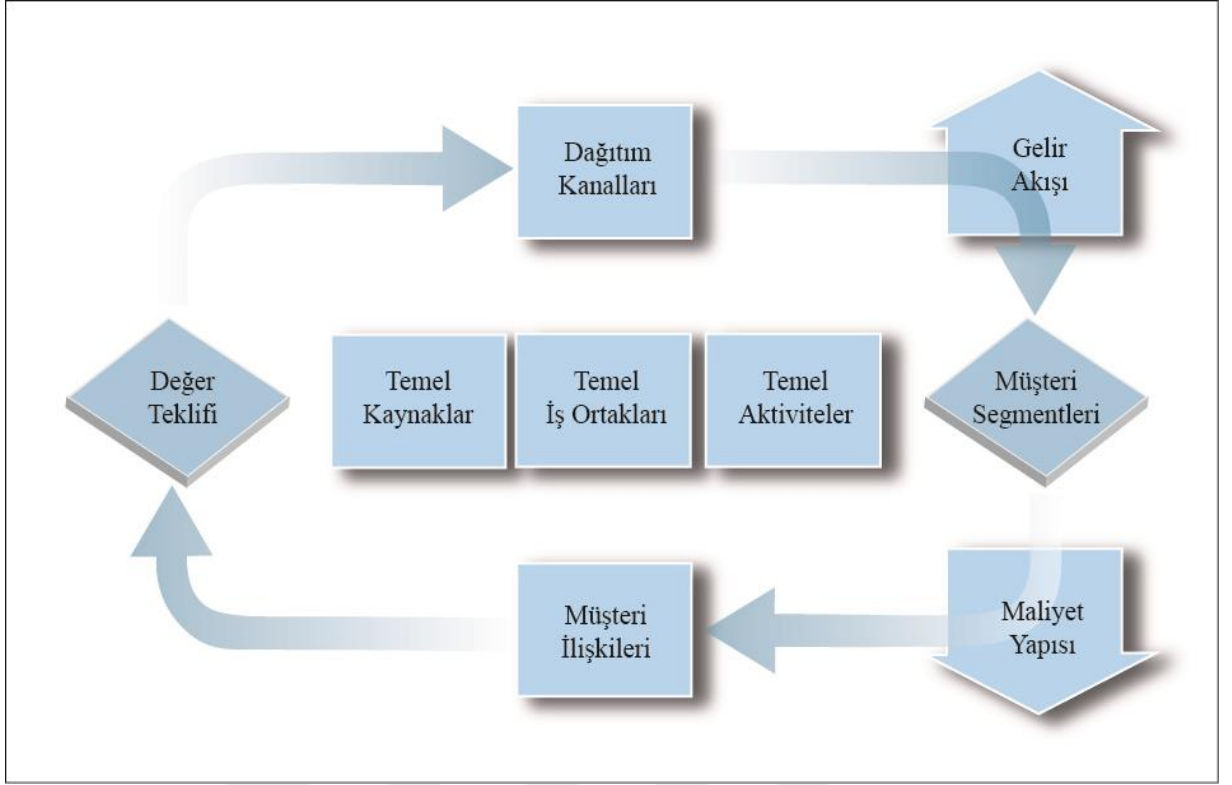 Dağıtım
Kanalları
Gelir
Akışı
Değer
Teklifi
Temel
Kaynaklar
Temel
İş Ortakları
Temel
Aktiviteler
Müşteri
Segmentleri
Müşteri
İlişkileri
Maliyet
Yapısı